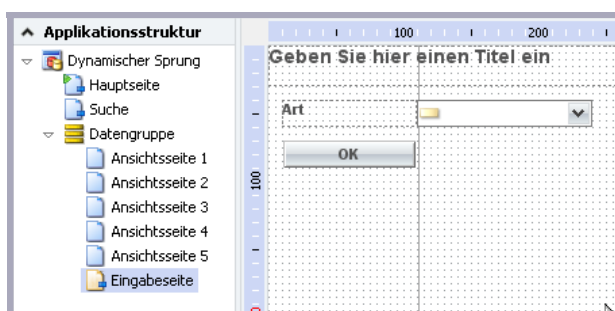 Applikationsstruktur
Dynamischer Sprung
Hauptseite
Suche
Datengruppe
Ansichtsseite 1
Ansichtsseite 2
Ansichtsseite 3
Ansichtsseite 4
Ansichtsseite 5
Eingabeseite
100 200
Geben Sie hier einen Titel ein
Art
OK
100